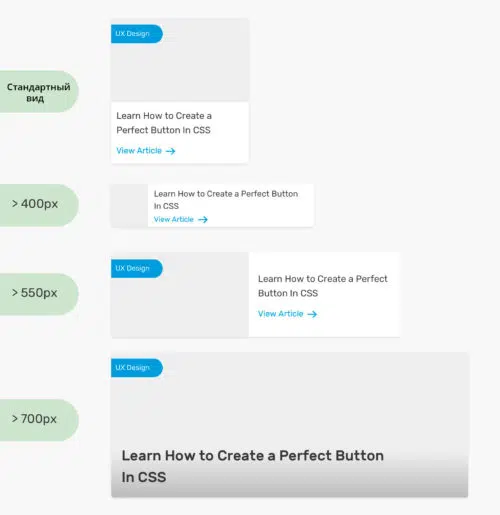 UX Design
Стандартный
вид
Learn How to Create a
Perfect Button In CSS
View Article
> 400px
Learn How to Create a Perfect Button
In CSS
View Article
UX Design
> 550px
Learn How to Create a Perfect
Button In CSS
View Article
UX Design
> 700px
Learn How to Create a Perfect Button
In CSS